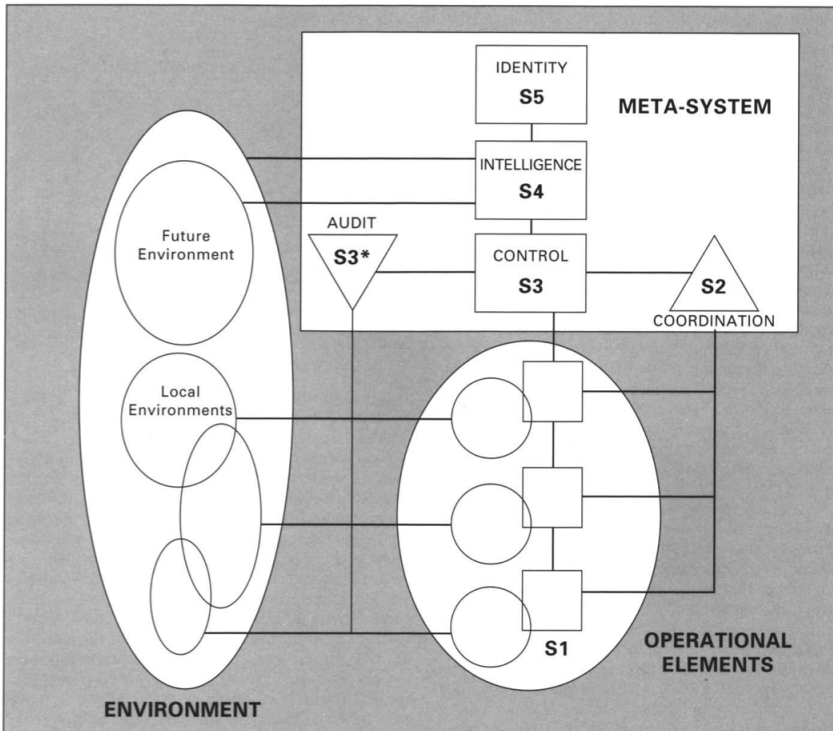 IDENTITY
S5
META-SYSTEM
INTELLIGENCE
S4
AUDIT
S3*
CONTROL
S3
S2
COORDINATION
Future
Environment
Local
Environments
S1
OPERATIONAL
ELEMENTS
ENVIRONMENT